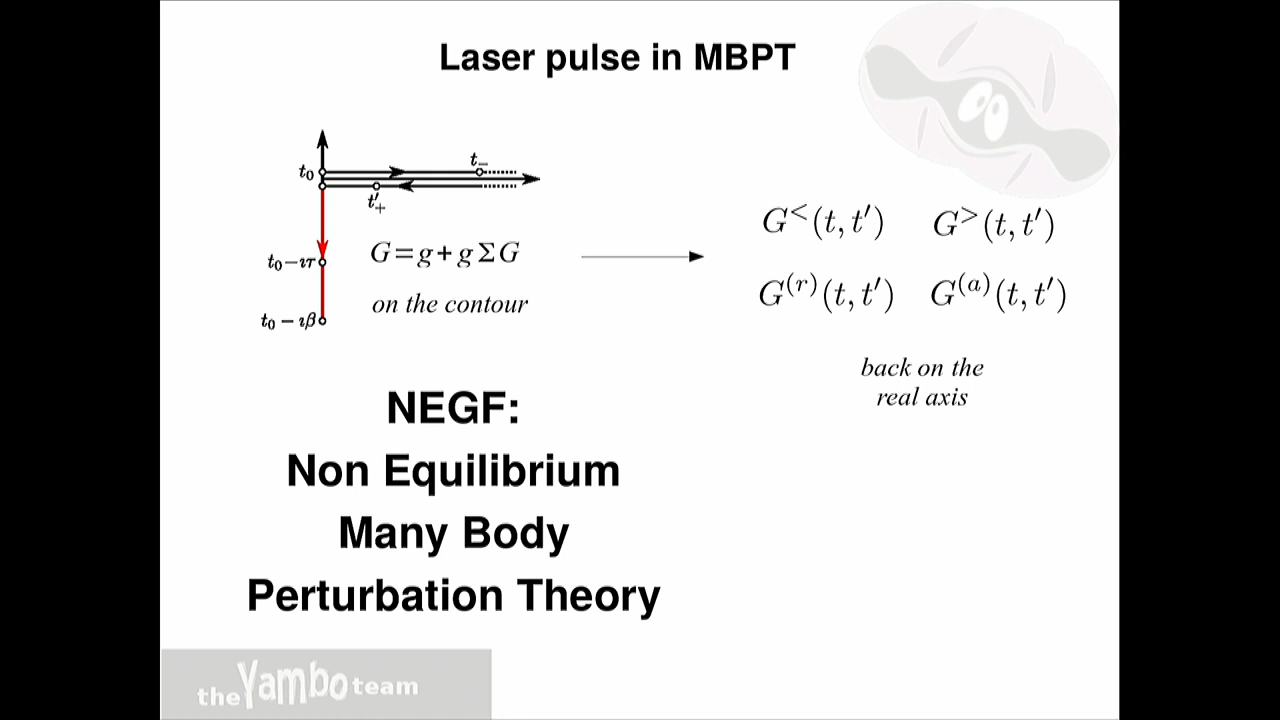 Laser pulse in MBPT
t₀
t₋
t′₊
t₀−ıτ
G=g+gΣG
on the contour
t₀−ıβ
G^<(t, t′) G^>(t, t′)
G^(r)(t, t′) G^(a)(t, t′)
back on the
real axis
NEGF:
Non Equilibrium
Many Body
Perturbation Theory
the Yambo team